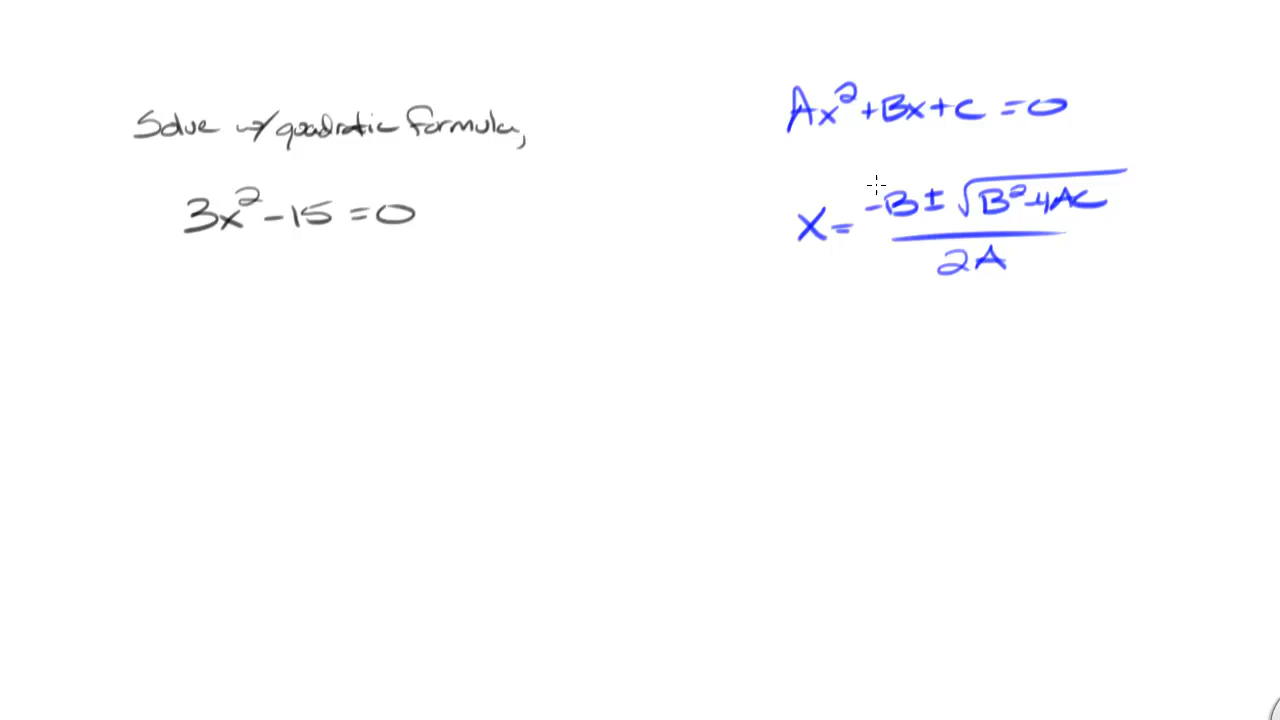 Solve w/ quadratic formula,
3x² - 15 = 0
Ax² + Bx + C = 0
X = (-B ± √(B² - 4AC)) / 2A